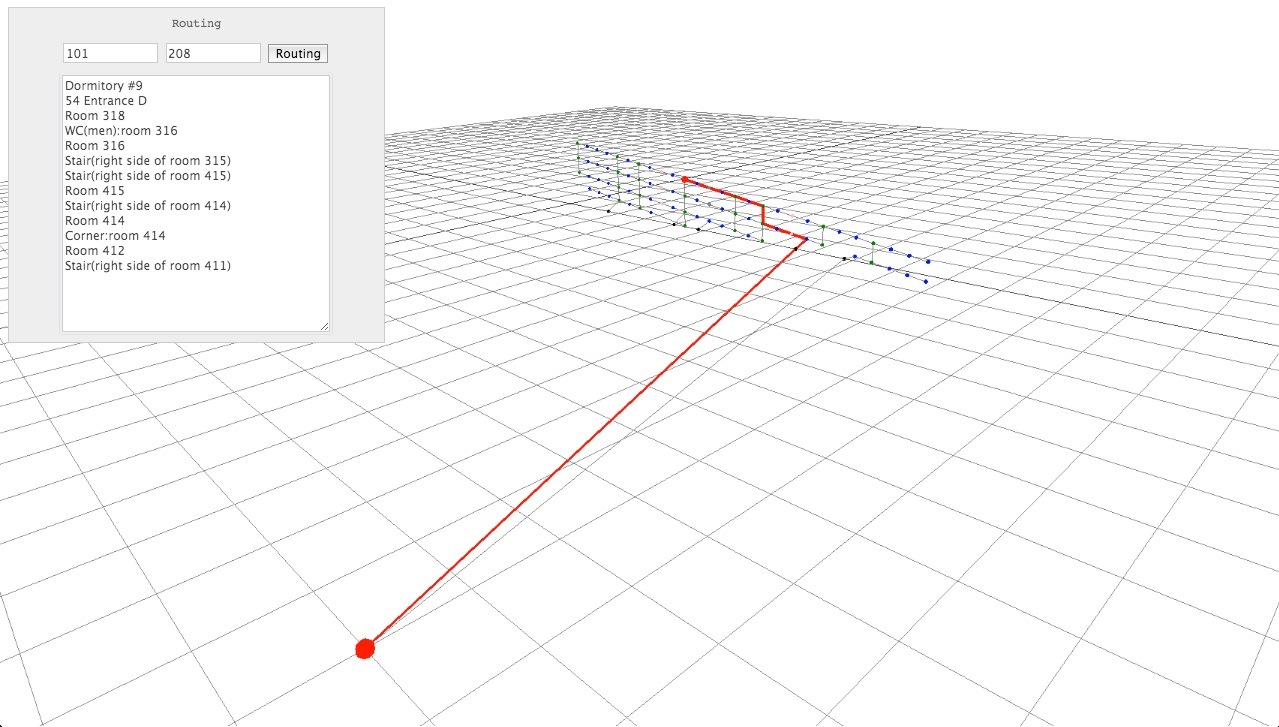 Routing
101 208 Routing
Dormitory #9
54 Entrance D
Room 318
WC(men):room 316
Room 316
Stair(right side of room 315)
Stair(right side of room 415)
Room 415
Stair(right side of room 414)
Room 414
Corner:room 414
Room 412
Stair(right side of room 411)